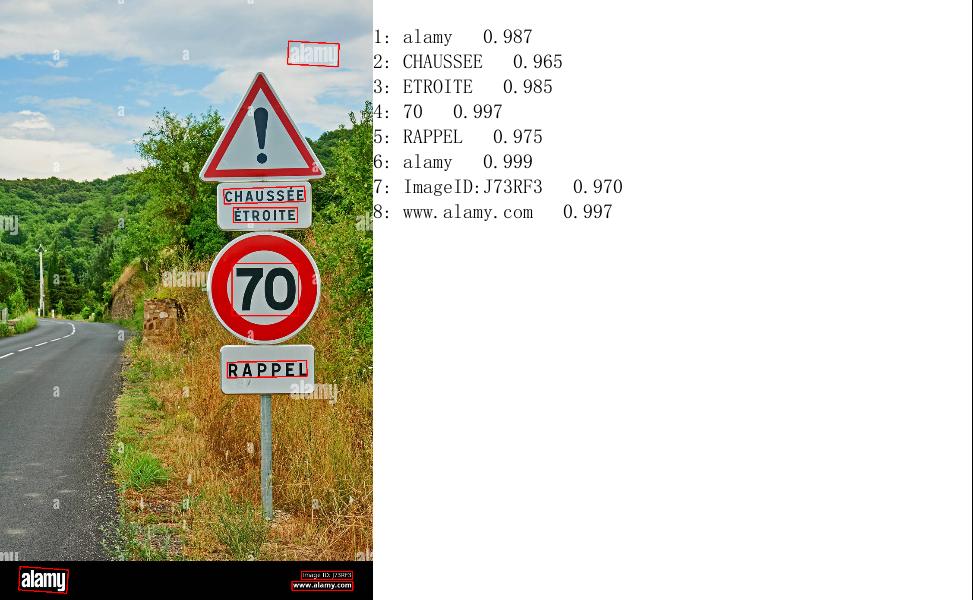 alamy
CHAUSSÉE
ÉTROITE
70
alamy
RAPPEL
alamy
alamy
Image ID: J73RF3
www.alamy.com
1: alamy 0.987
2: CHAUSSEE 0.965
3: ETROITE 0.985
4: 70 0.997
5: RAPPEL 0.975
6: alamy 0.999
7: ImageID:J73RF3 0.970
8: www.alamy.com 0.997